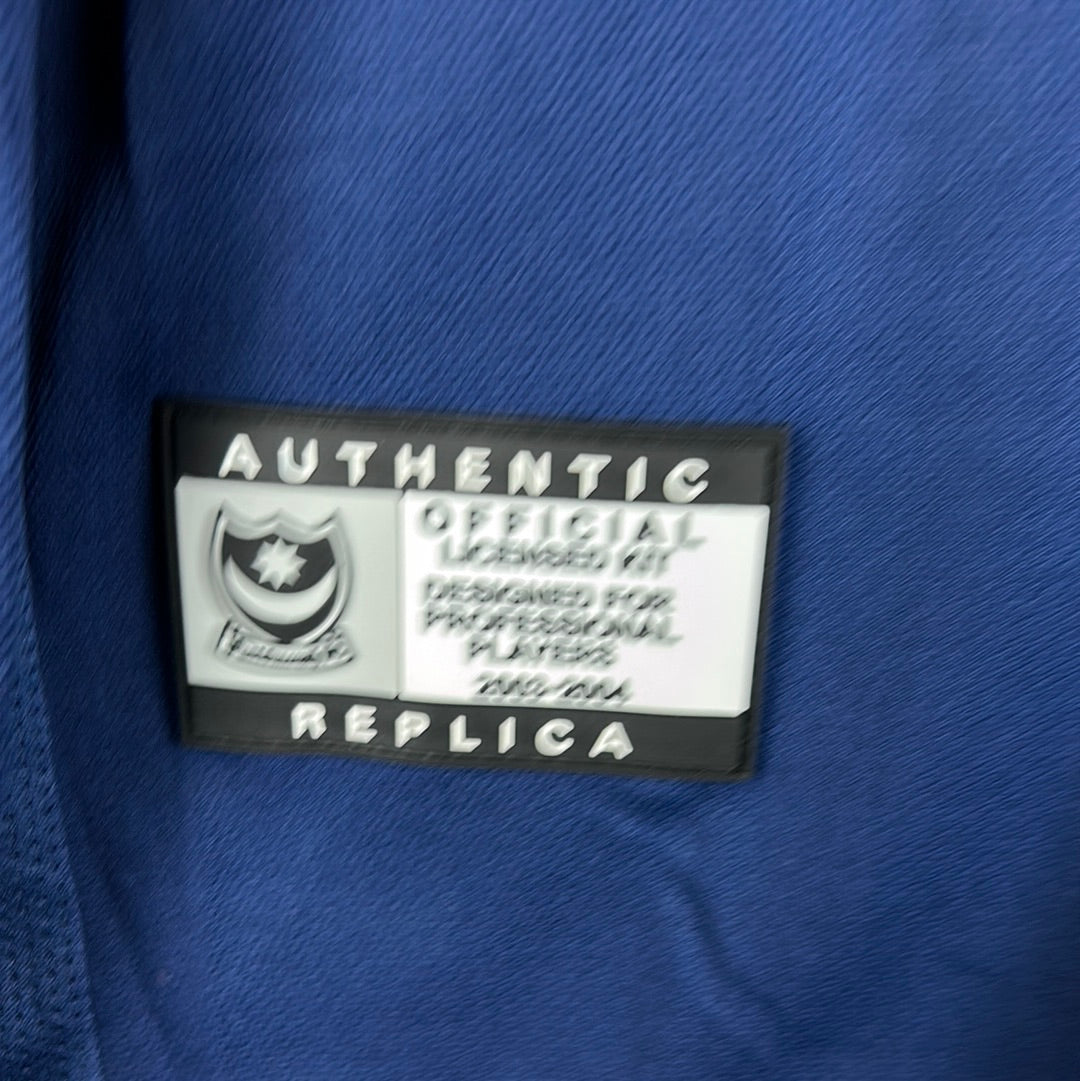 AUTHENTIC
OFFICIAL
LICENSED KIT
DESIGNED FOR
PROFESSIONAL
PLAYERS
REPLICA